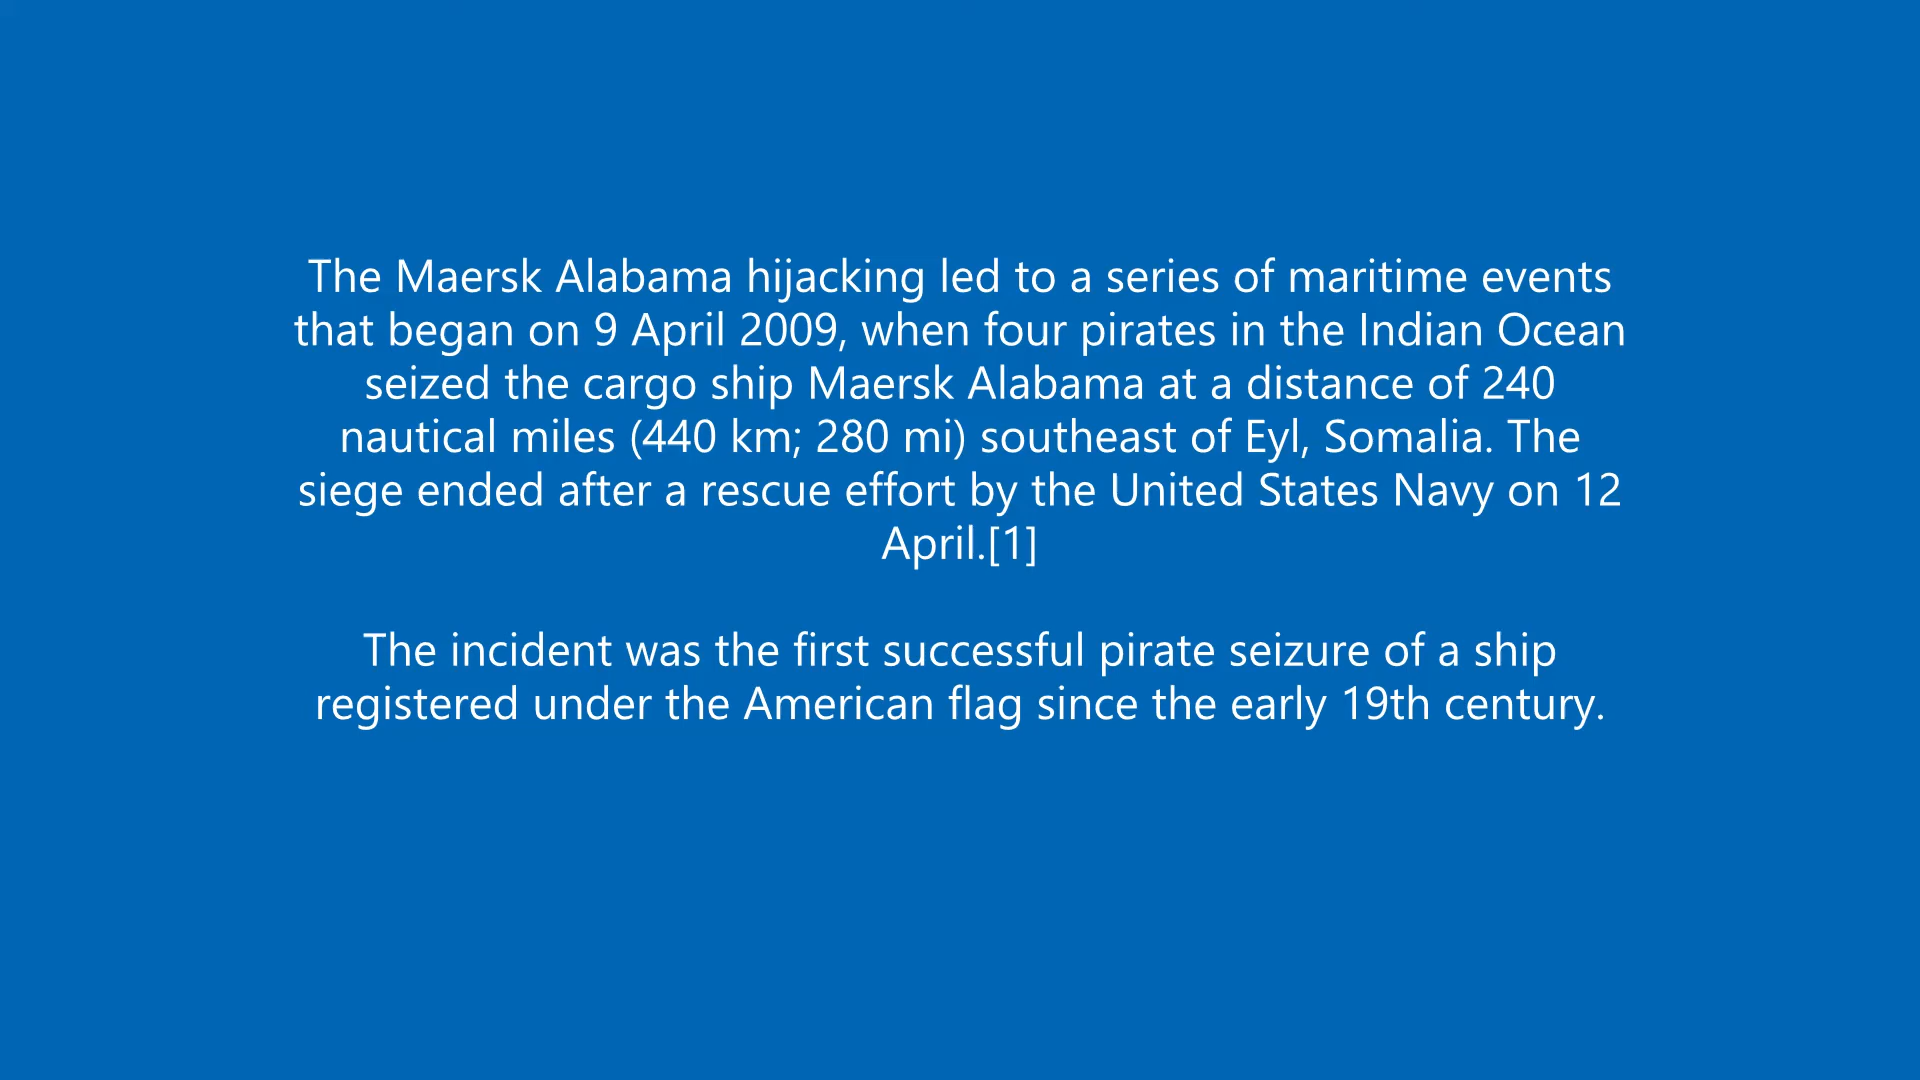 The Maersk Alabama hijacking led to a series of maritime events
that began on 9 April 2009, when four pirates in the Indian Ocean
seized the cargo ship Maersk Alabama at a distance of 240
nautical miles (440 km; 280 mi) southeast of Eyl, Somalia. The
siege ended after a rescue effort by the United States Navy on 12
April.[1]
The incident was the first successful pirate seizure of a ship
registered under the American flag since the early 19th century.